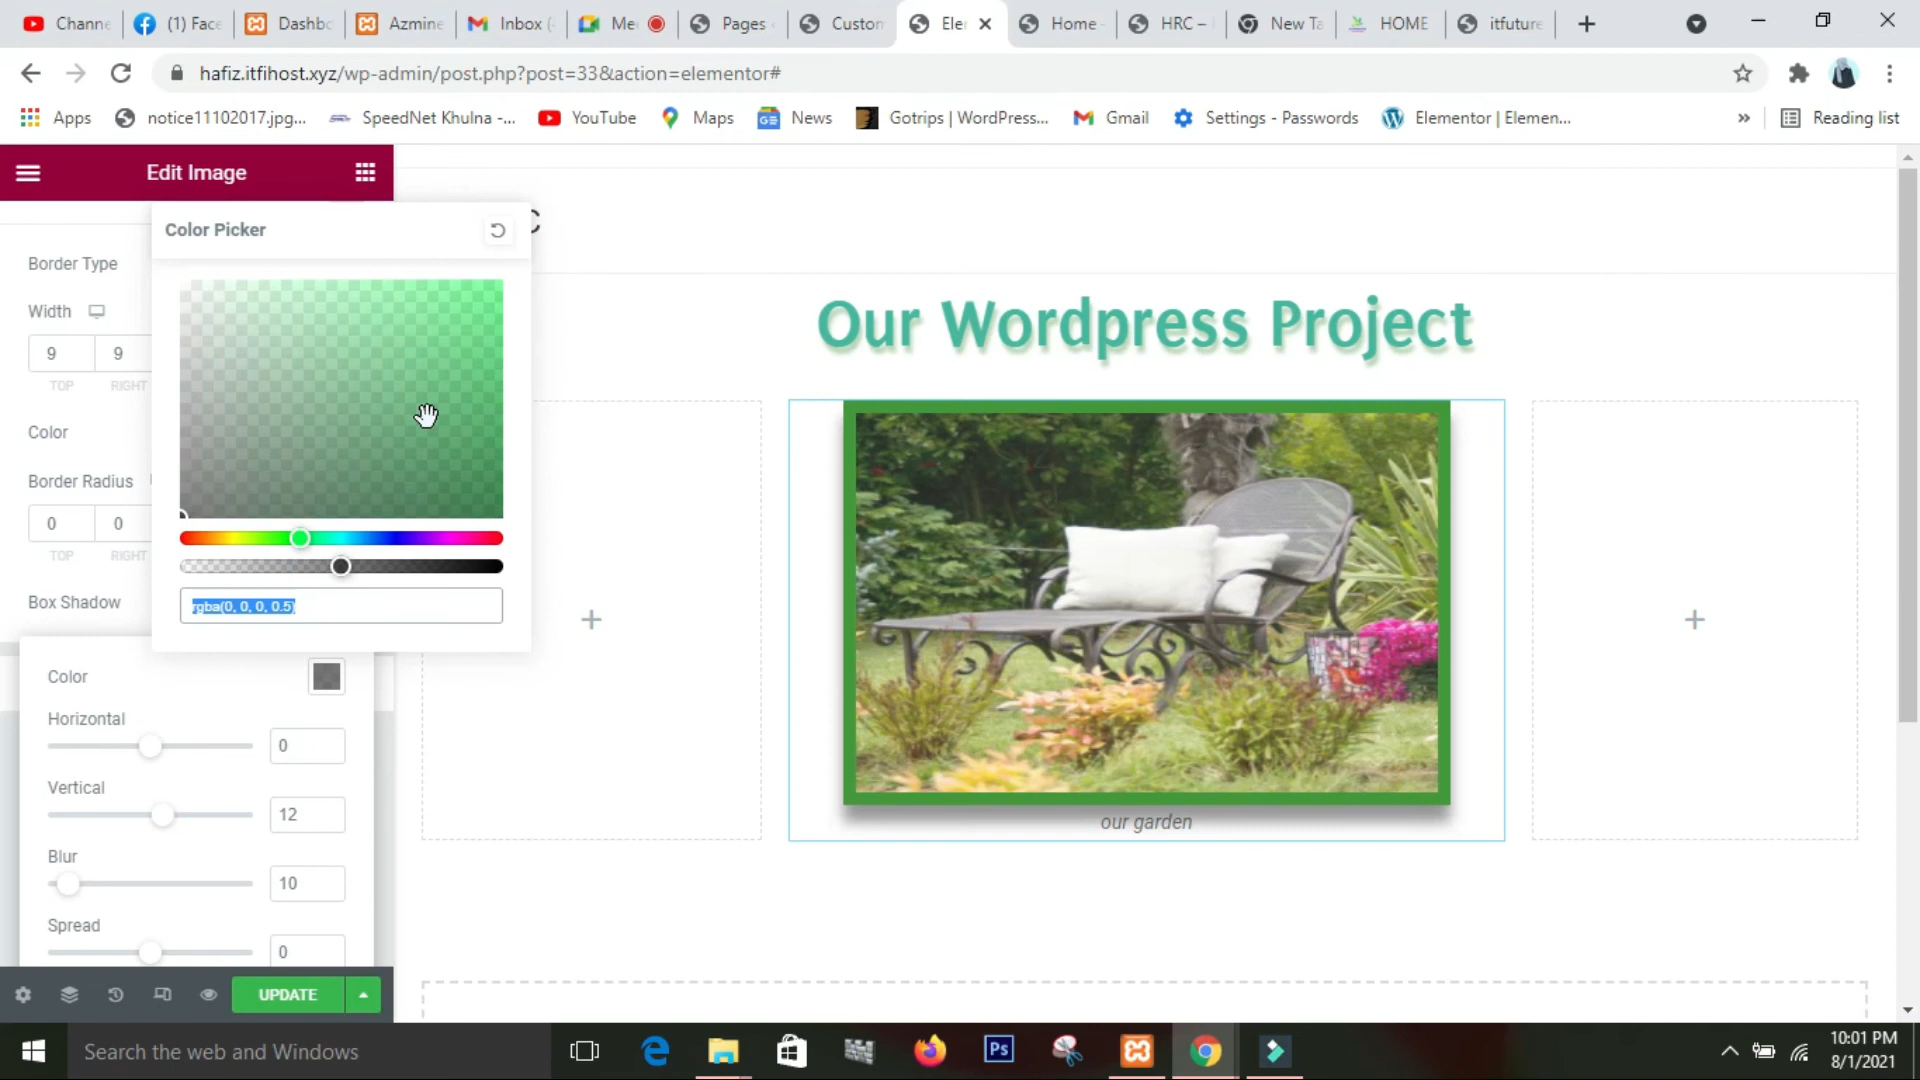 Channe
(1) Face
Dashbo
Azmine
Inbox (
Me
Pages
Custon
Ele
Home -
HRC –
New Ta
HOME
itfuture
hafiz.itfihost.xyz/wp-admin/post.php?post=33&action=elementor#
Apps
notice11102017.jpg...
SpeedNet Khulna -...
YouTube
Maps
News
Gotrips | WordPress...
Gmail
Settings - Passwords
Elementor | Elemen...
»
Reading list
Edit Image
Color Picker
Border Type
Width
9
9
TOP
RIGHT
Color
Border Radius
0
0
TOP
RIGHT
Box Shadow
rgba(0, 0, 0, 0.5)
Color
Horizontal
0
Vertical
12
Blur
10
Spread
0
UPDATE
Our Wordpress Project
our garden
Search the web and Windows
Ps
10:01 PM
8/1/2021